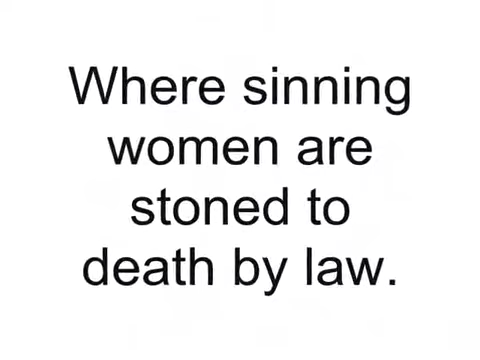 Where sinning
women are
stoned to
death by law.